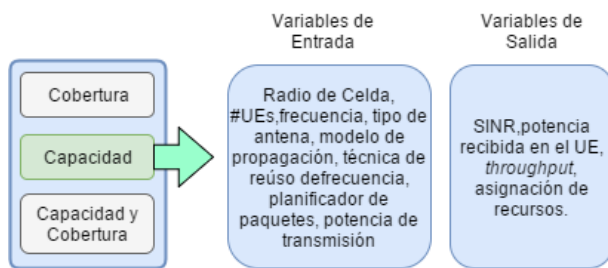 Variables de
Entrada
Variables de
Salida
Cobertura
Capacidad
Capacidad y
Cobertura
Radio de Celda,
#UEs,frecuencia, tipo de
antena, modelo de
propagación, técnica de
reúso defrecuencia,
planificador de
paquetes, potencia de
transmisión
SINR,potencia
recibida en el UE,
throughput,
asignación de
recursos.